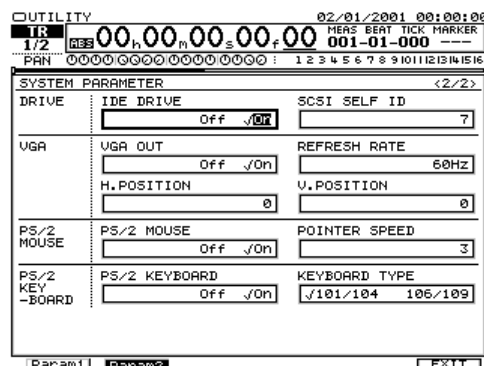 UTILITY 02/01/2001 00:00:00
TR ABS 00h00m00s00f00 MEAS BEAT TICK MARKER
1/2 001-01-000 ---
PAN 1 2 3 4 5 6 7 8 9 10 11 12 13 14 15 16
SYSTEM PARAMETER <2/2>
DRIVE IDE DRIVE SCSI SELF ID
Off √On 7
VGA VGA OUT REFRESH RATE
Off √On 60Hz
H.POSITION V.POSITION
0 0
PS/2 PS/2 MOUSE POINTER SPEED
MOUSE Off √On 3
PS/2 PS/2 KEYBOARD KEYBOARD TYPE
KEY Off √On √101/104 106/109
-BOARD
Param1 Param2 EXIT